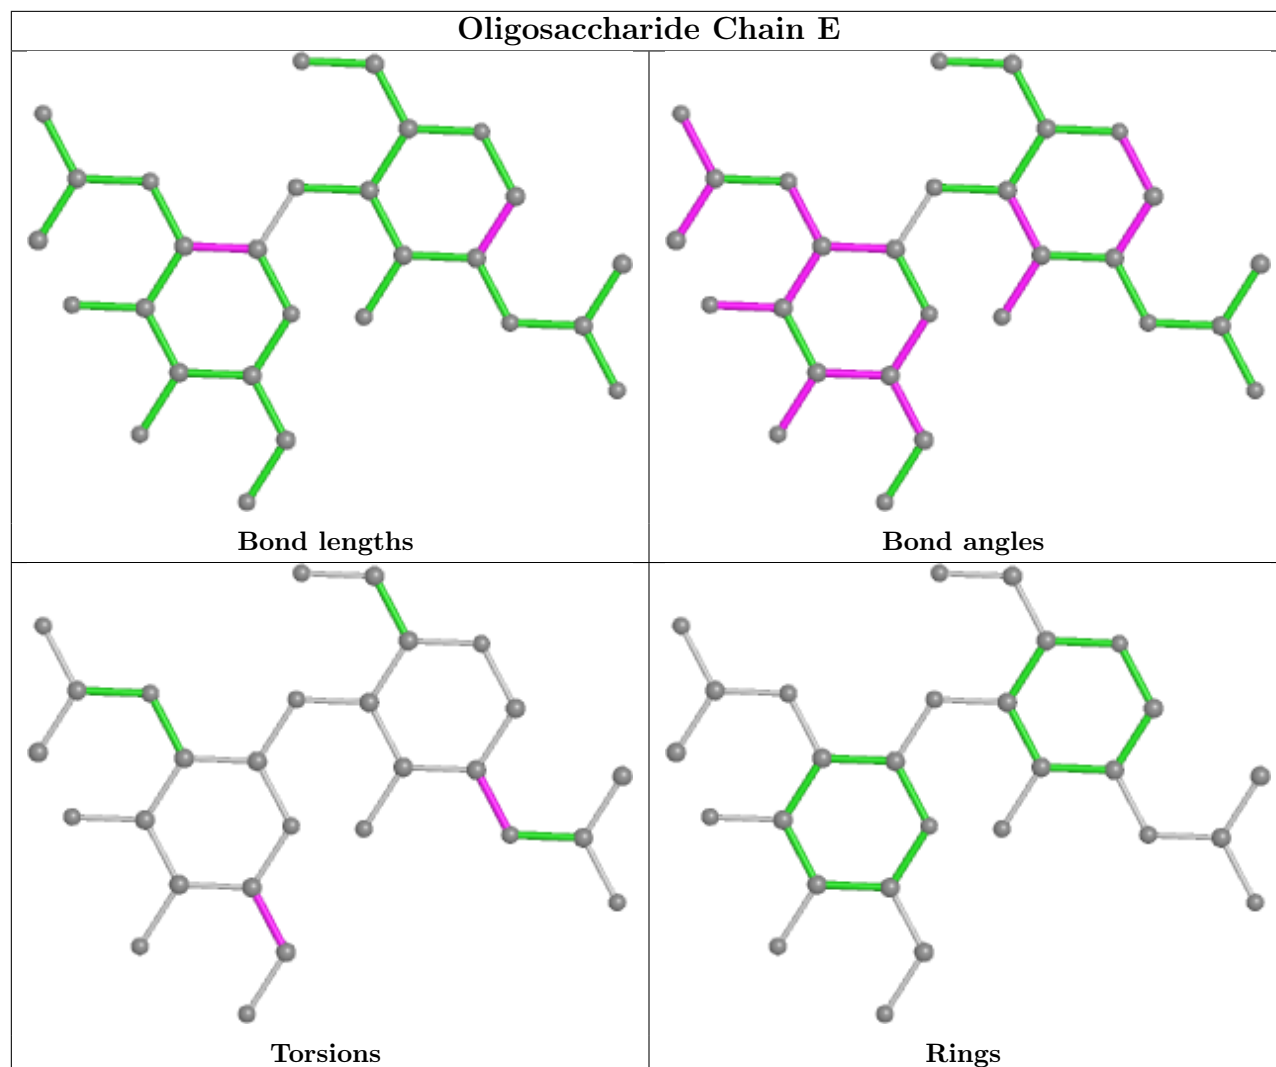 Oligosaccharide Chain E
Bond lengths
Bond angles
Torsions
Rings